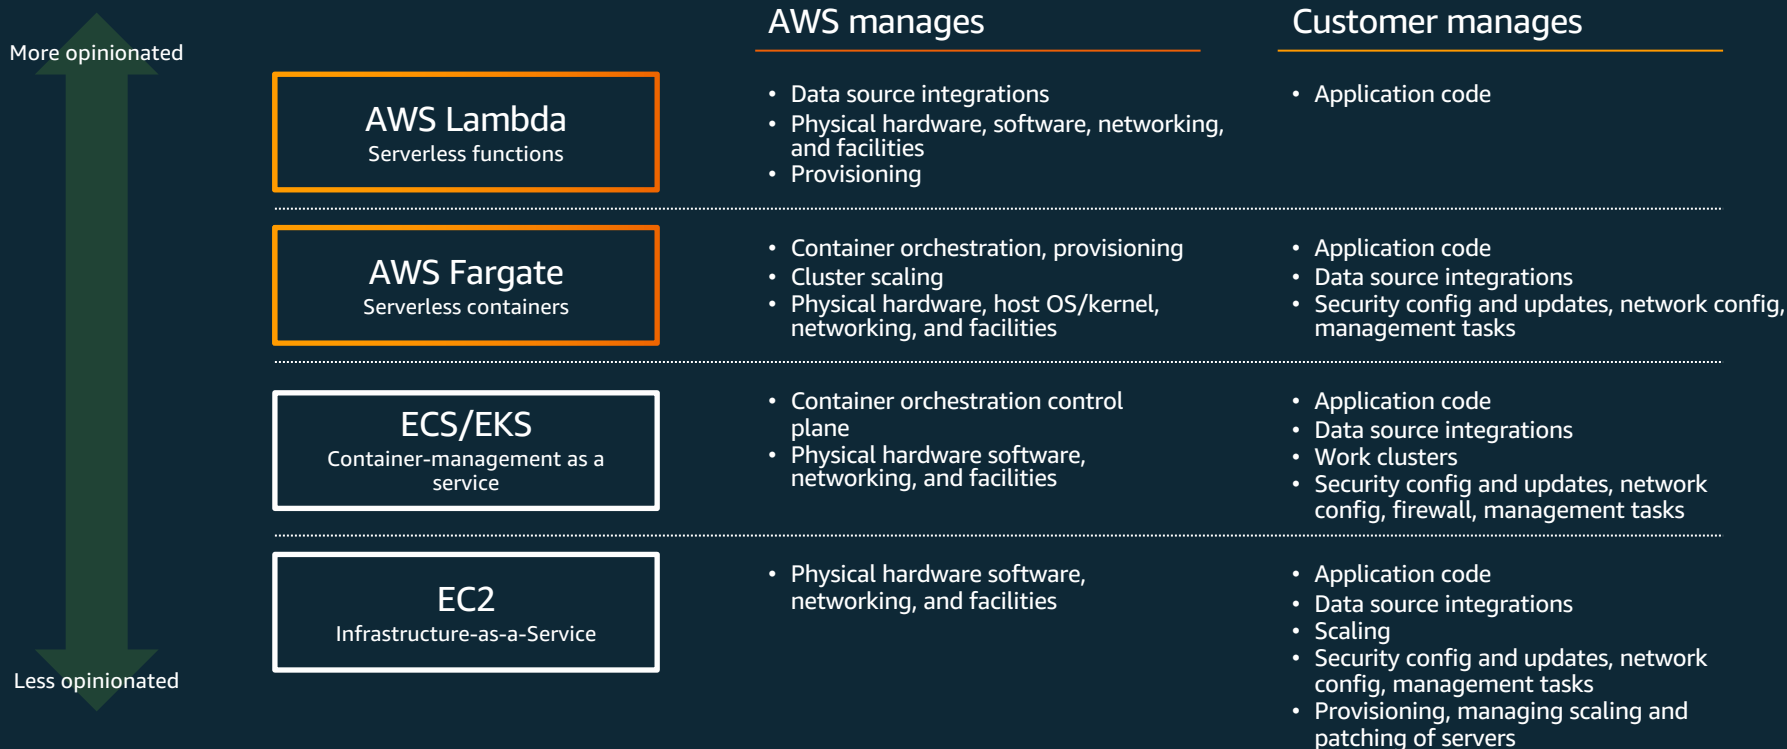 AWS manages
Customer manages
More opinionated
AWS Lambda
Serverless functions
• Data source integrations
• Physical hardware, software, networking,
and facilities
• Provisioning
• Application code
AWS Fargate
Serverless containers
• Container orchestration, provisioning
• Cluster scaling
• Physical hardware, host OS/kernel,
networking, and facilities
• Application code
• Data source integrations
• Security config and updates, network config,
management tasks
ECS/EKS
Container-management as a
service
• Container orchestration control
plane
• Physical hardware software,
networking, and facilities
• Application code
• Data source integrations
• Work clusters
• Security config and updates, network
config, firewall, management tasks
EC2
Infrastructure-as-a-Service
• Physical hardware software,
networking, and facilities
• Application code
• Data source integrations
• Scaling
• Security config and updates, network
config, management tasks
• Provisioning, managing scaling and
patching of servers
Less opinionated